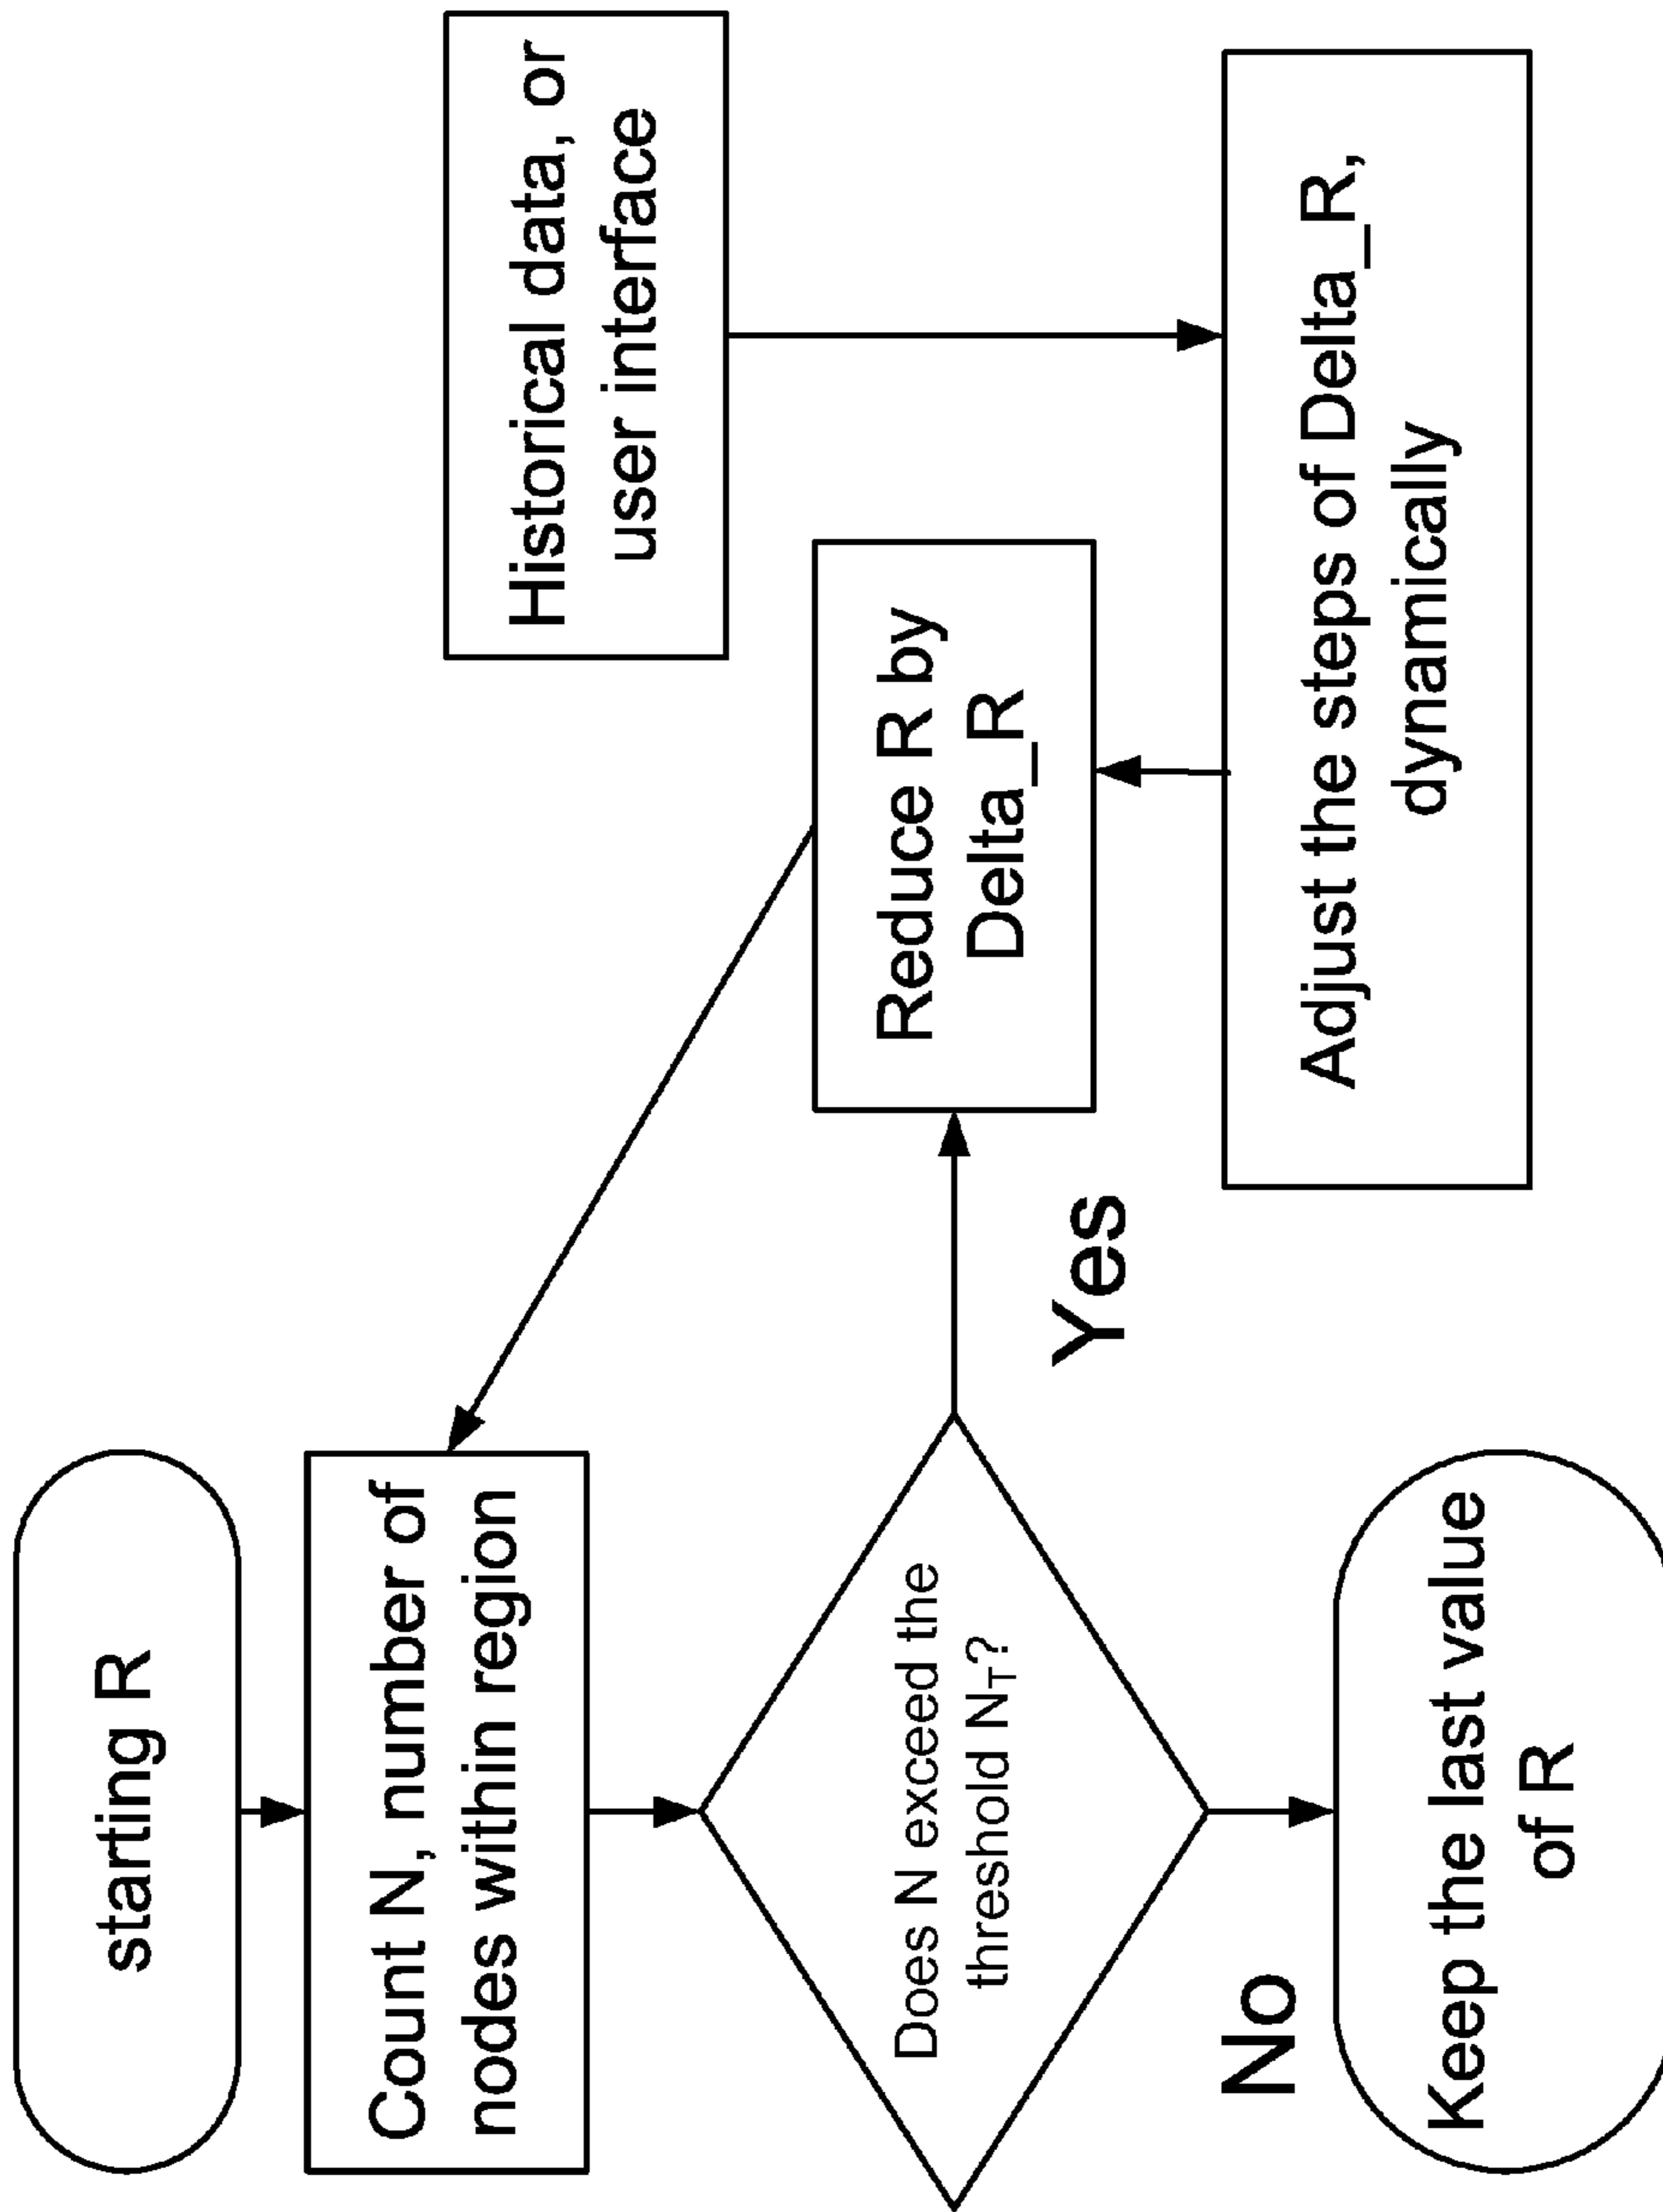 starting R
Count N, number of
nodes within region
Does N exceed the
threshold N_T?
Yes
No
Keep the last value
of R
Reduce R by
Delta_R
Historical data, or
user interface
Adjust the steps of Delta_R,
dynamically